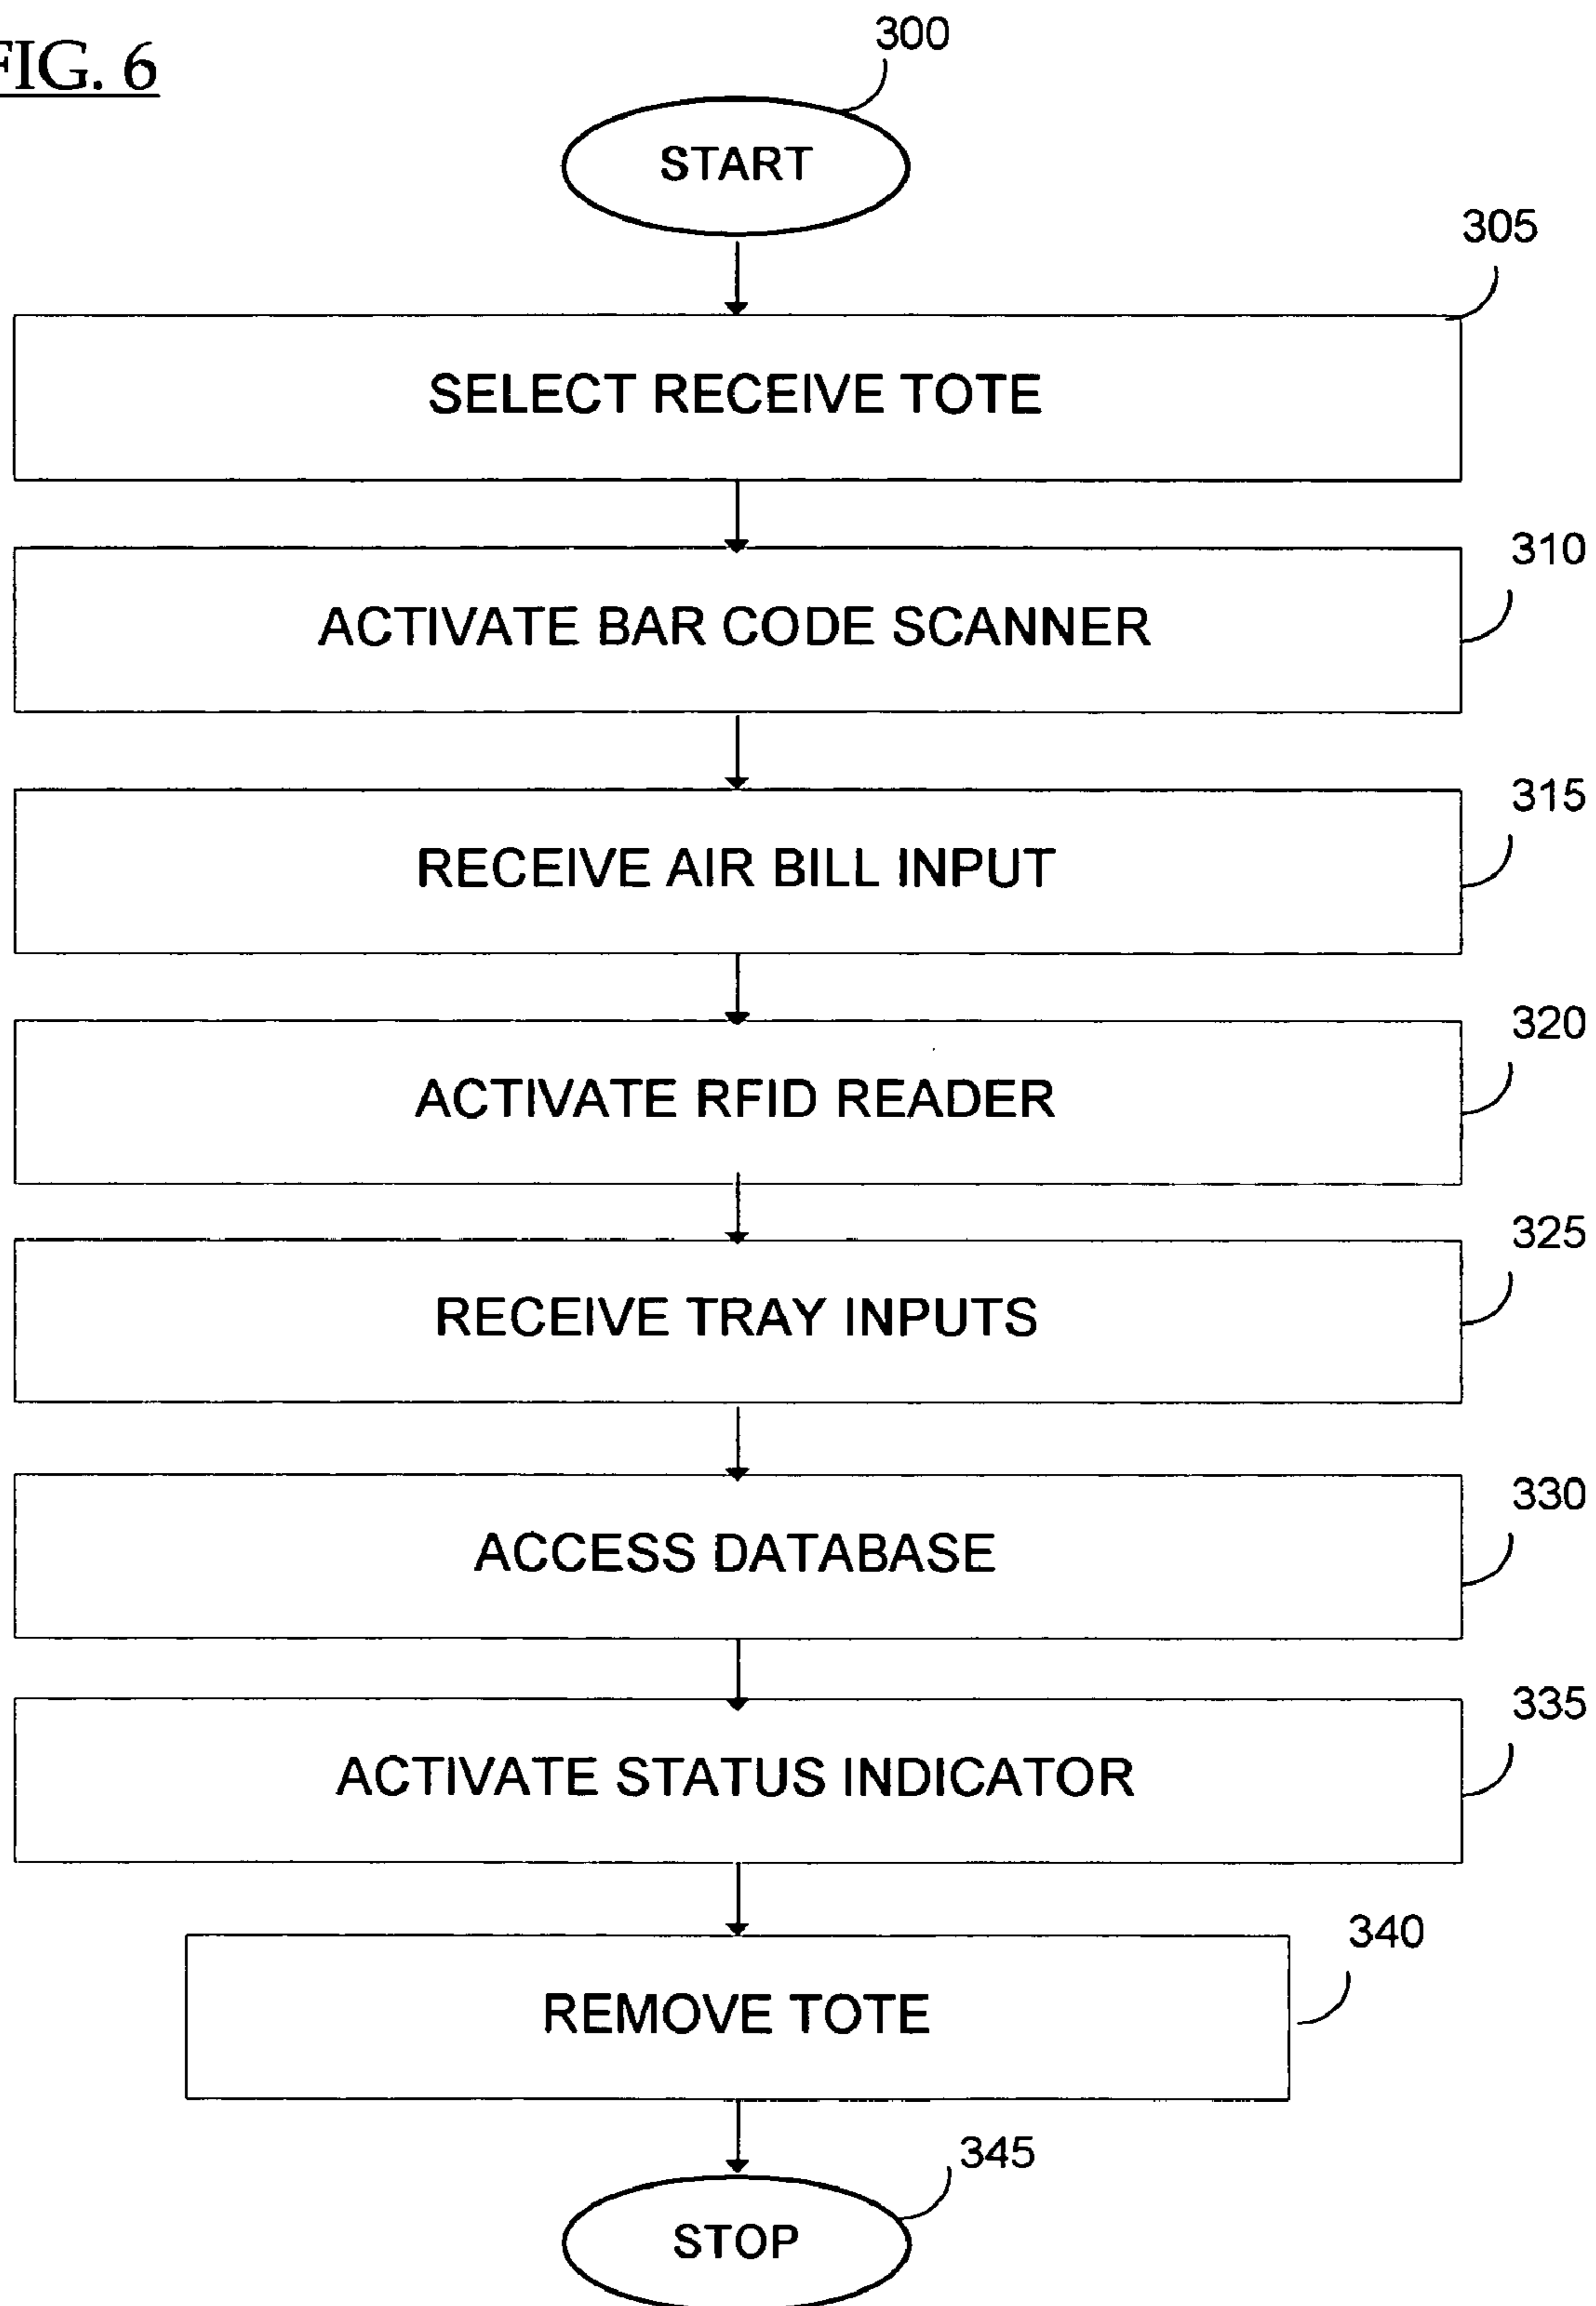 FIG. 6
300
START
305
SELECT RECEIVE TOTE
310
ACTIVATE BAR CODE SCANNER
315
RECEIVE AIR BILL INPUT
320
ACTIVATE RFID READER
325
RECEIVE TRAY INPUTS
330
ACCESS DATABASE
335
ACTIVATE STATUS INDICATOR
340
REMOVE TOTE
345
STOP